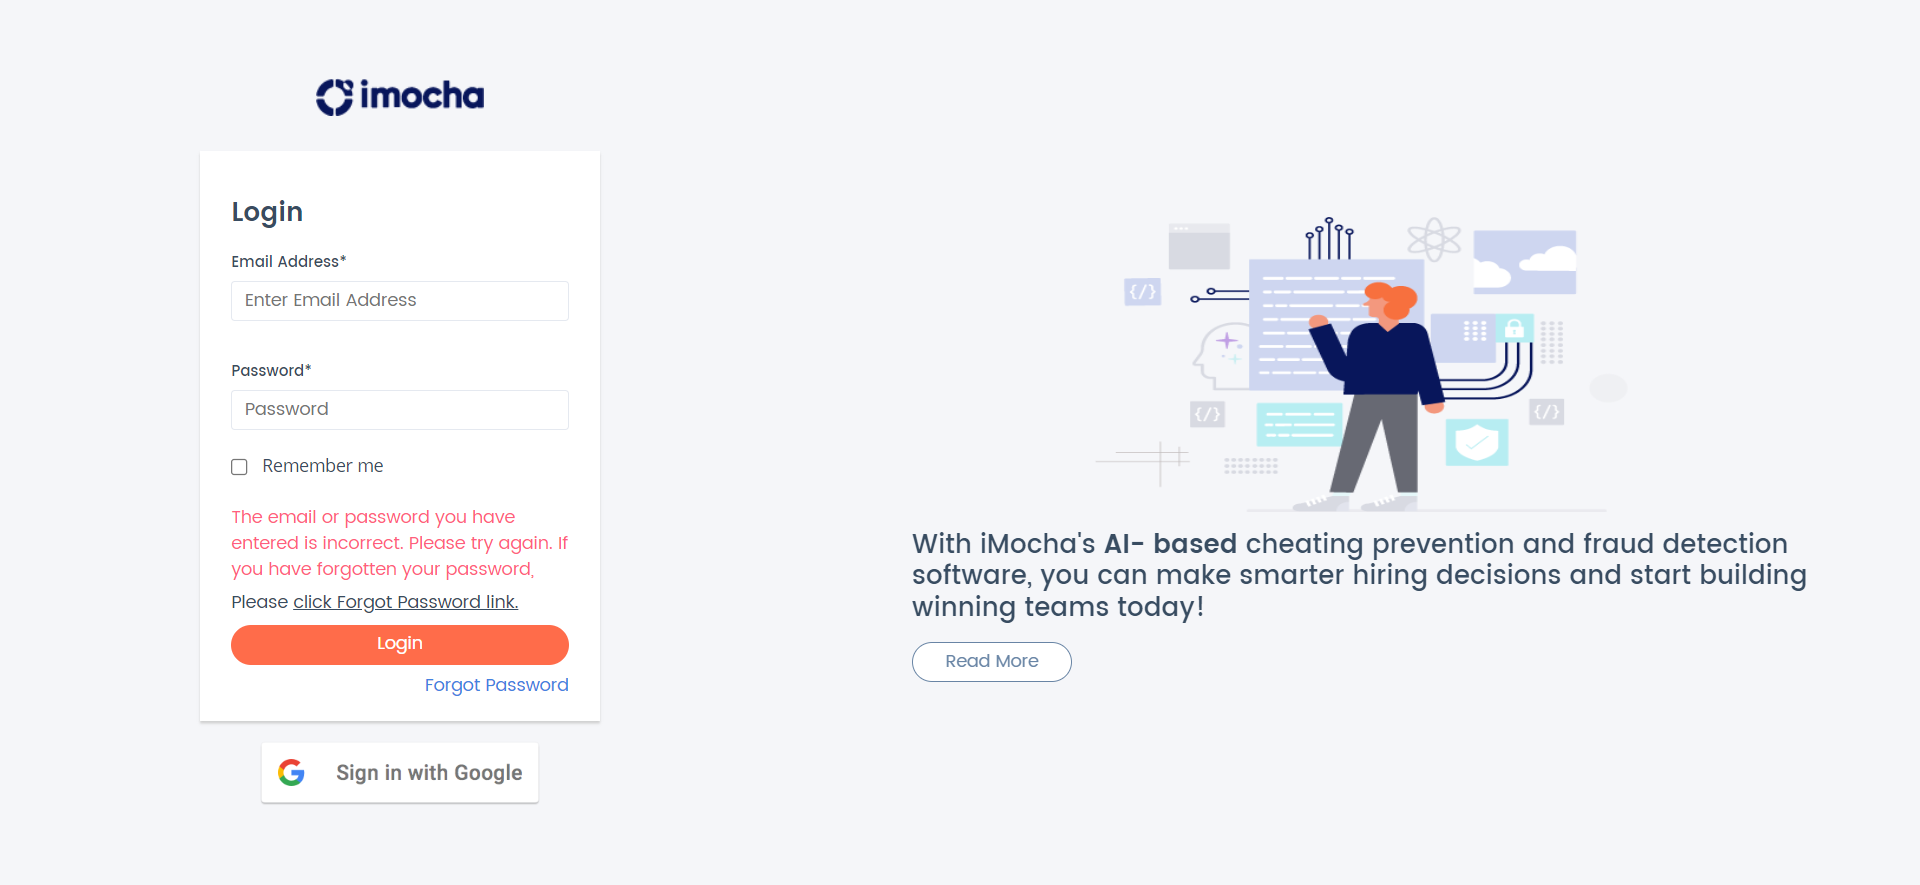 imocha
Login
Email Address*
Enter Email Address
Password*
Password
Remember me
The email or password you have
entered is incorrect. Please try again. If
you have forgotten your password,
Please click Forgot Password link.
Login
Forgot Password
Sign in with Google
{/}
{/}
{/}
With iMocha's AI- based cheating prevention and fraud detection
software, you can make smarter hiring decisions and start building
winning teams today!
Read More